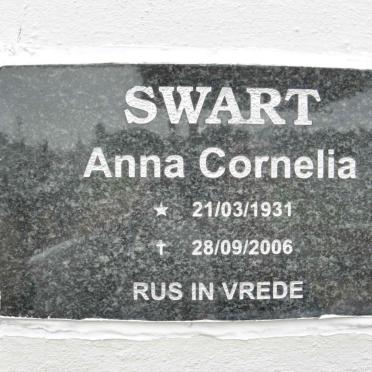 SWART
Anna Cornelia
★ 21/03/1931
✝ 28/09/2006
RUS IN VREDE